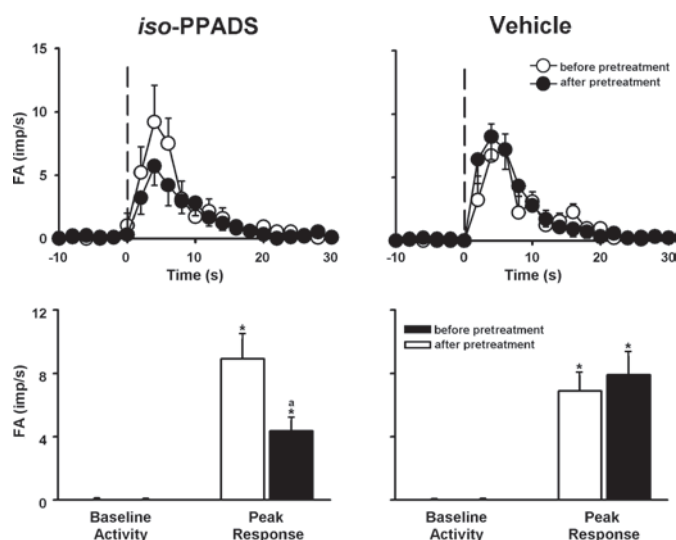 iso-PPADS
Vehicle
15
10
5
0
FA (imp/s)
-10 0 10 20 30
Time (s)
before pretreatment
after pretreatment
-10 0 10 20 30
Time (s)
12
8
4
0
FA (imp/s)
*
a
*
Baseline
Activity
Peak
Response
before pretreatment
after pretreatment
*
*
Baseline
Activity
Peak
Response